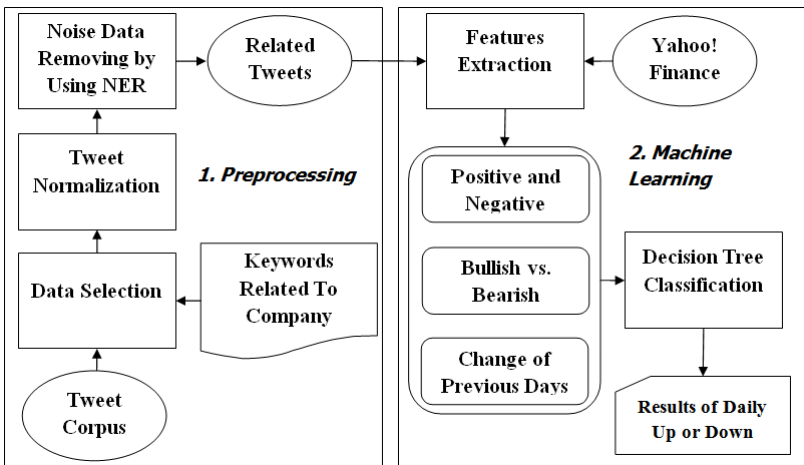 Noise Data
Removing by
Using NER
Related
Tweets
Tweet
Normalization
1. Preprocessing
Data Selection
Keywords
Related To
Company
Tweet
Corpus
Features
Extraction
Yahoo!
Finance
2. Machine
Learning
Positive and
Negative
Bullish vs.
Bearish
Change of
Previous Days
Decision Tree
Classification
Results of Daily
Up or Down